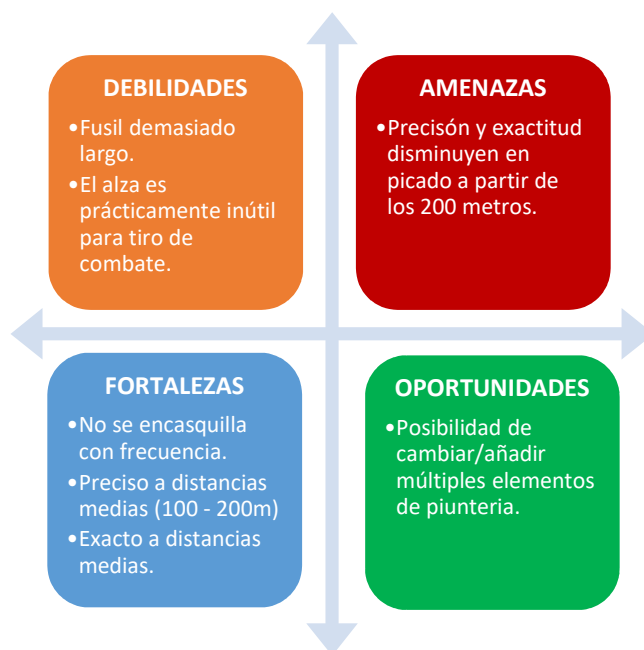 DEBILIDADES
•Fusil demasiado
largo.
•El alza es
prácticamente inútil
para tiro de
combate.
AMENAZAS
•Precisón y exactitud
disminuyen en
picado a partir de
los 200 metros.
FORTALEZAS
•No se encasquilla
con frecuencia.
•Preciso a distancias
medias (100 - 200m)
•Exacto a distancias
medias.
OPORTUNIDADES
•Posibilidad de
cambiar/añadir
múltiples elementos
de piunteria.